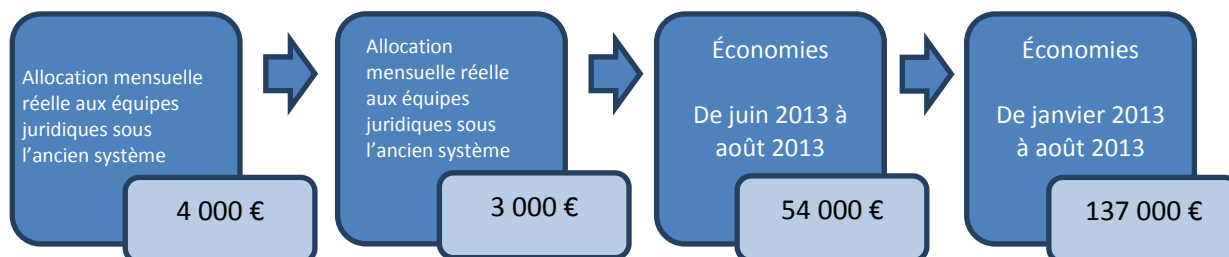 Allocation mensuelle
réelle aux équipes
juridiques sous
l'ancien système
4 000 €
Allocation
mensuelle réelle
aux équipes
juridiques sous
l'ancien système
3 000 €
Économies
De juin 2013 à
août 2013
54 000 €
Économies
De janvier 2013
à août 2013
137 000 €